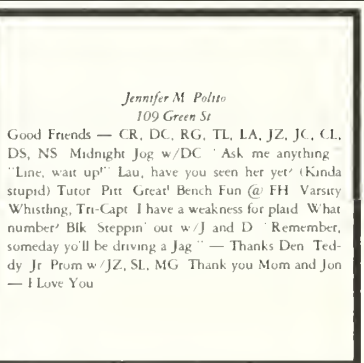 Jennifer M Polito
109 Green St
Good Friends — CR, DC, RG, TL, LA, JZ, JC, CL,
DS, NS Midnight Jog w/DC "Ask me anything"
"Line, wait up!" Lau, have you seen her yet? (Kinda
stupid) Tutor Pitt Great! Bench Fun @ FH Varsity
Whistling, Tri-Capt I have a weakness for plaid What
number? Blk Steppin' out w/J and D "Remember,
someday yo'll be driving a Jag" — Thanks Den Ted-
dy Jr Prom w/JZ, SL, MG Thank you Mom and Jon
— I Love You